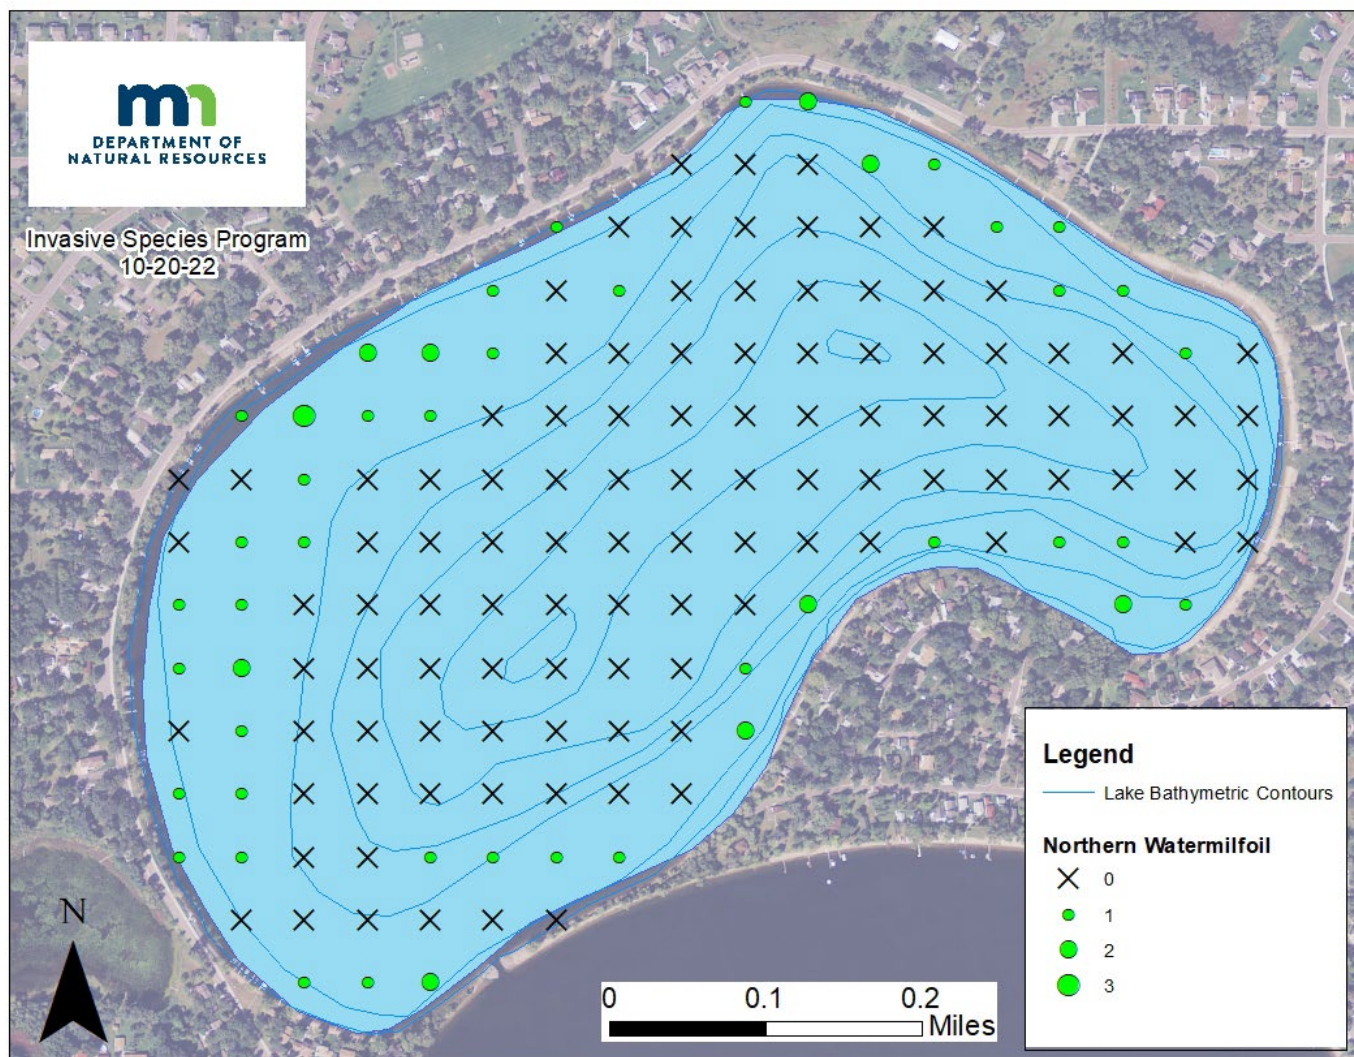 mn
DEPARTMENT OF
NATURAL RESOURCES
Invasive Species Program
10-20-22
N
0 0.1 0.2
Miles
Legend
Lake Bathymetric Contours
Northern Watermilfoil
0
1
2
3